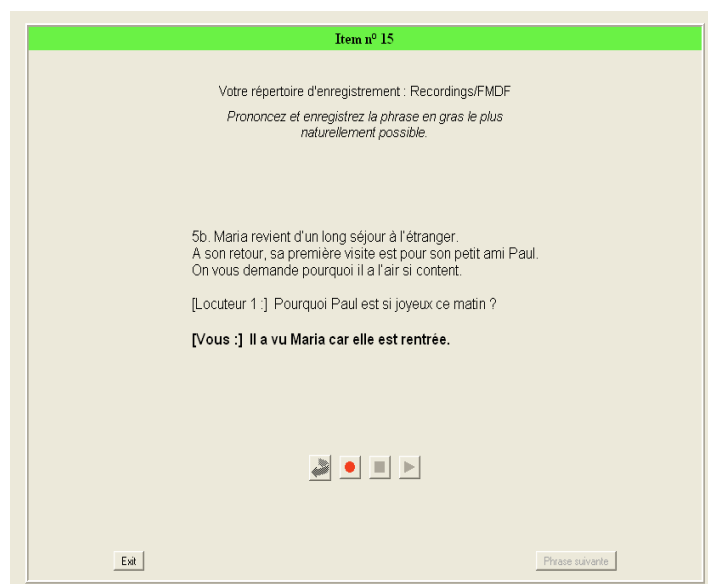 Item nº 15
Votre répertoire d'enregistrement : Recordings/FMDF
Prononcez et enregistrez la phrase en gras le plus
naturellement possible.
5b. Maria revient d'un long séjour à l'étranger.
A son retour, sa première visite est pour son petit ami Paul.
On vous demande pourquoi il a l'air si content.
[Locuteur 1 :] Pourquoi Paul est si joyeux ce matin ?
[Vous :] Il a vu Maria car elle est rentrée.
Exit
Phrase suivante